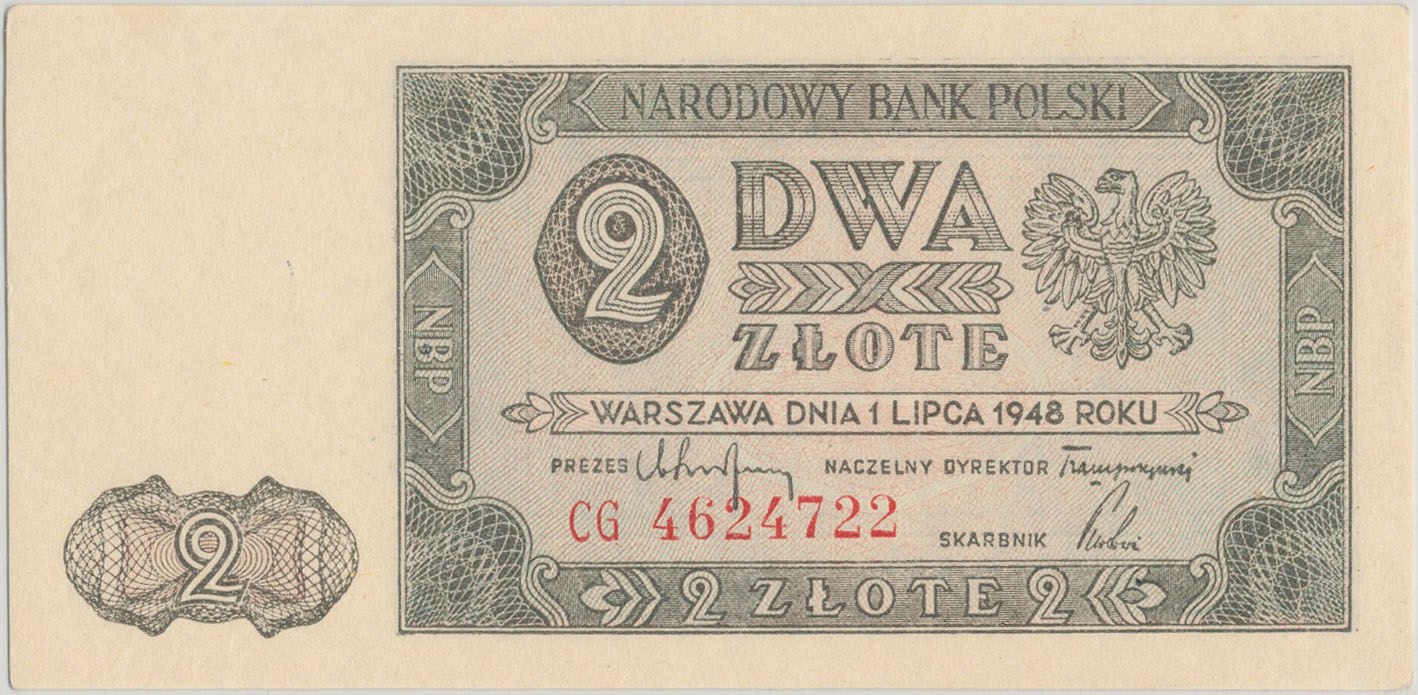 NARODOWY BANK POLSKI
2
DWA
ZŁOTE
NBP
NBP
WARSZAWA DNIA 1 LIPCA 1948 ROKU
PREZES NACZELNY DYREKTOR
CG 4624722
SKARBNIK
2
2 ZŁOTE 2